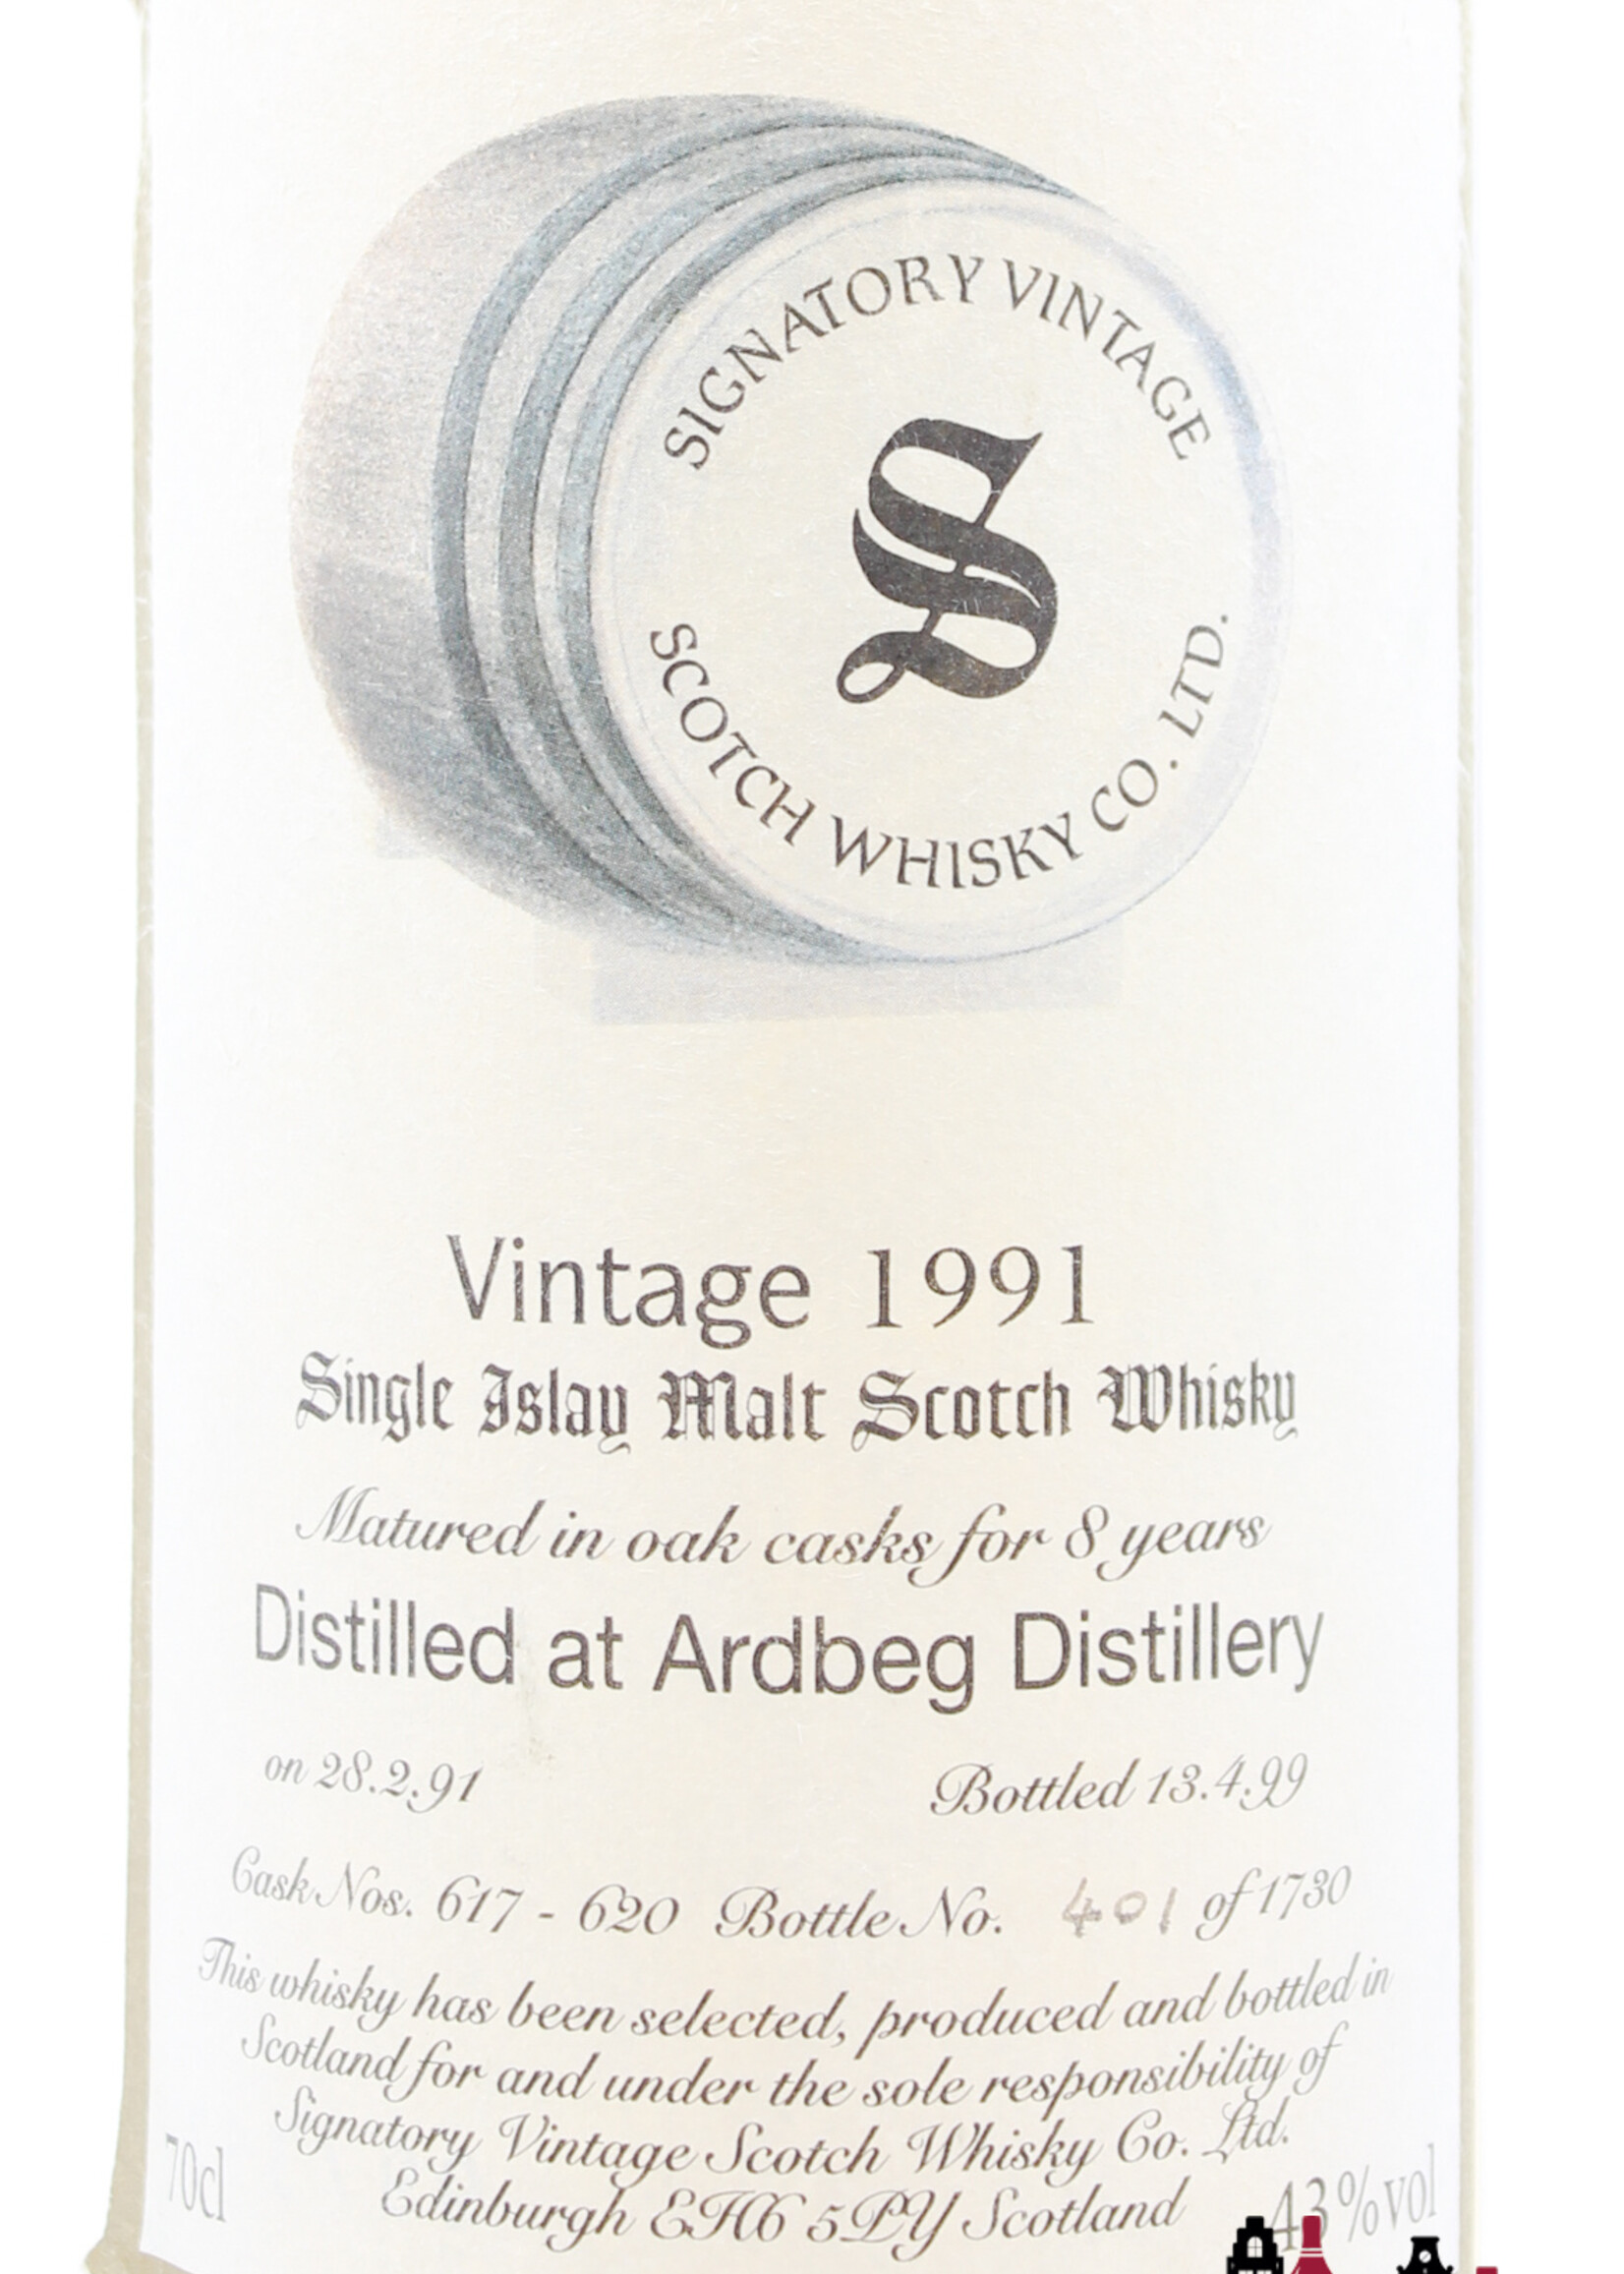 SIGNATORY VINTAGE
S
SCOTCH WHISKY CO. LTD.
Vintage 1991
Single Islay Malt Scotch Whisky
Matured in oak casks for 8 years
Distilled at Ardbeg Distillery
on 28.2.91 Bottled 13.4.99
Cask Nos. 617 - 620 Bottle No. 401 of 1730
This whisky has been selected, produced and bottled in
Scotland for and under the sole responsibility of
Signatory Vintage Scotch Whisky Co. Ltd.
Edinburgh EH6 5PY Scotland
70cl 43%vol